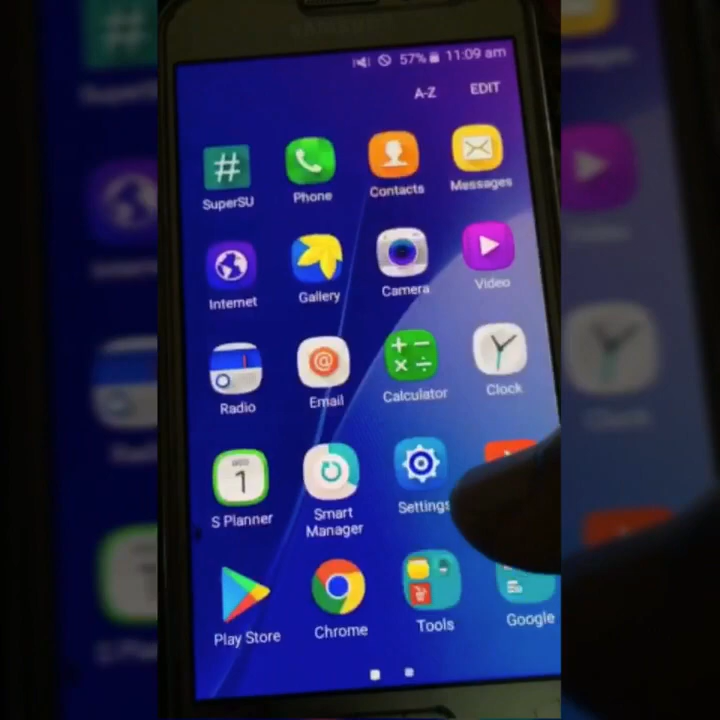 SAMSUNG
57% 11:09 am
A-Z EDIT
#
SuperSU Phone Contacts Messages
Internet Gallery Camera Video
@
Radio Email Calculator Clock
1
S Planner Smart Manager Settings
Play Store Chrome Tools Google